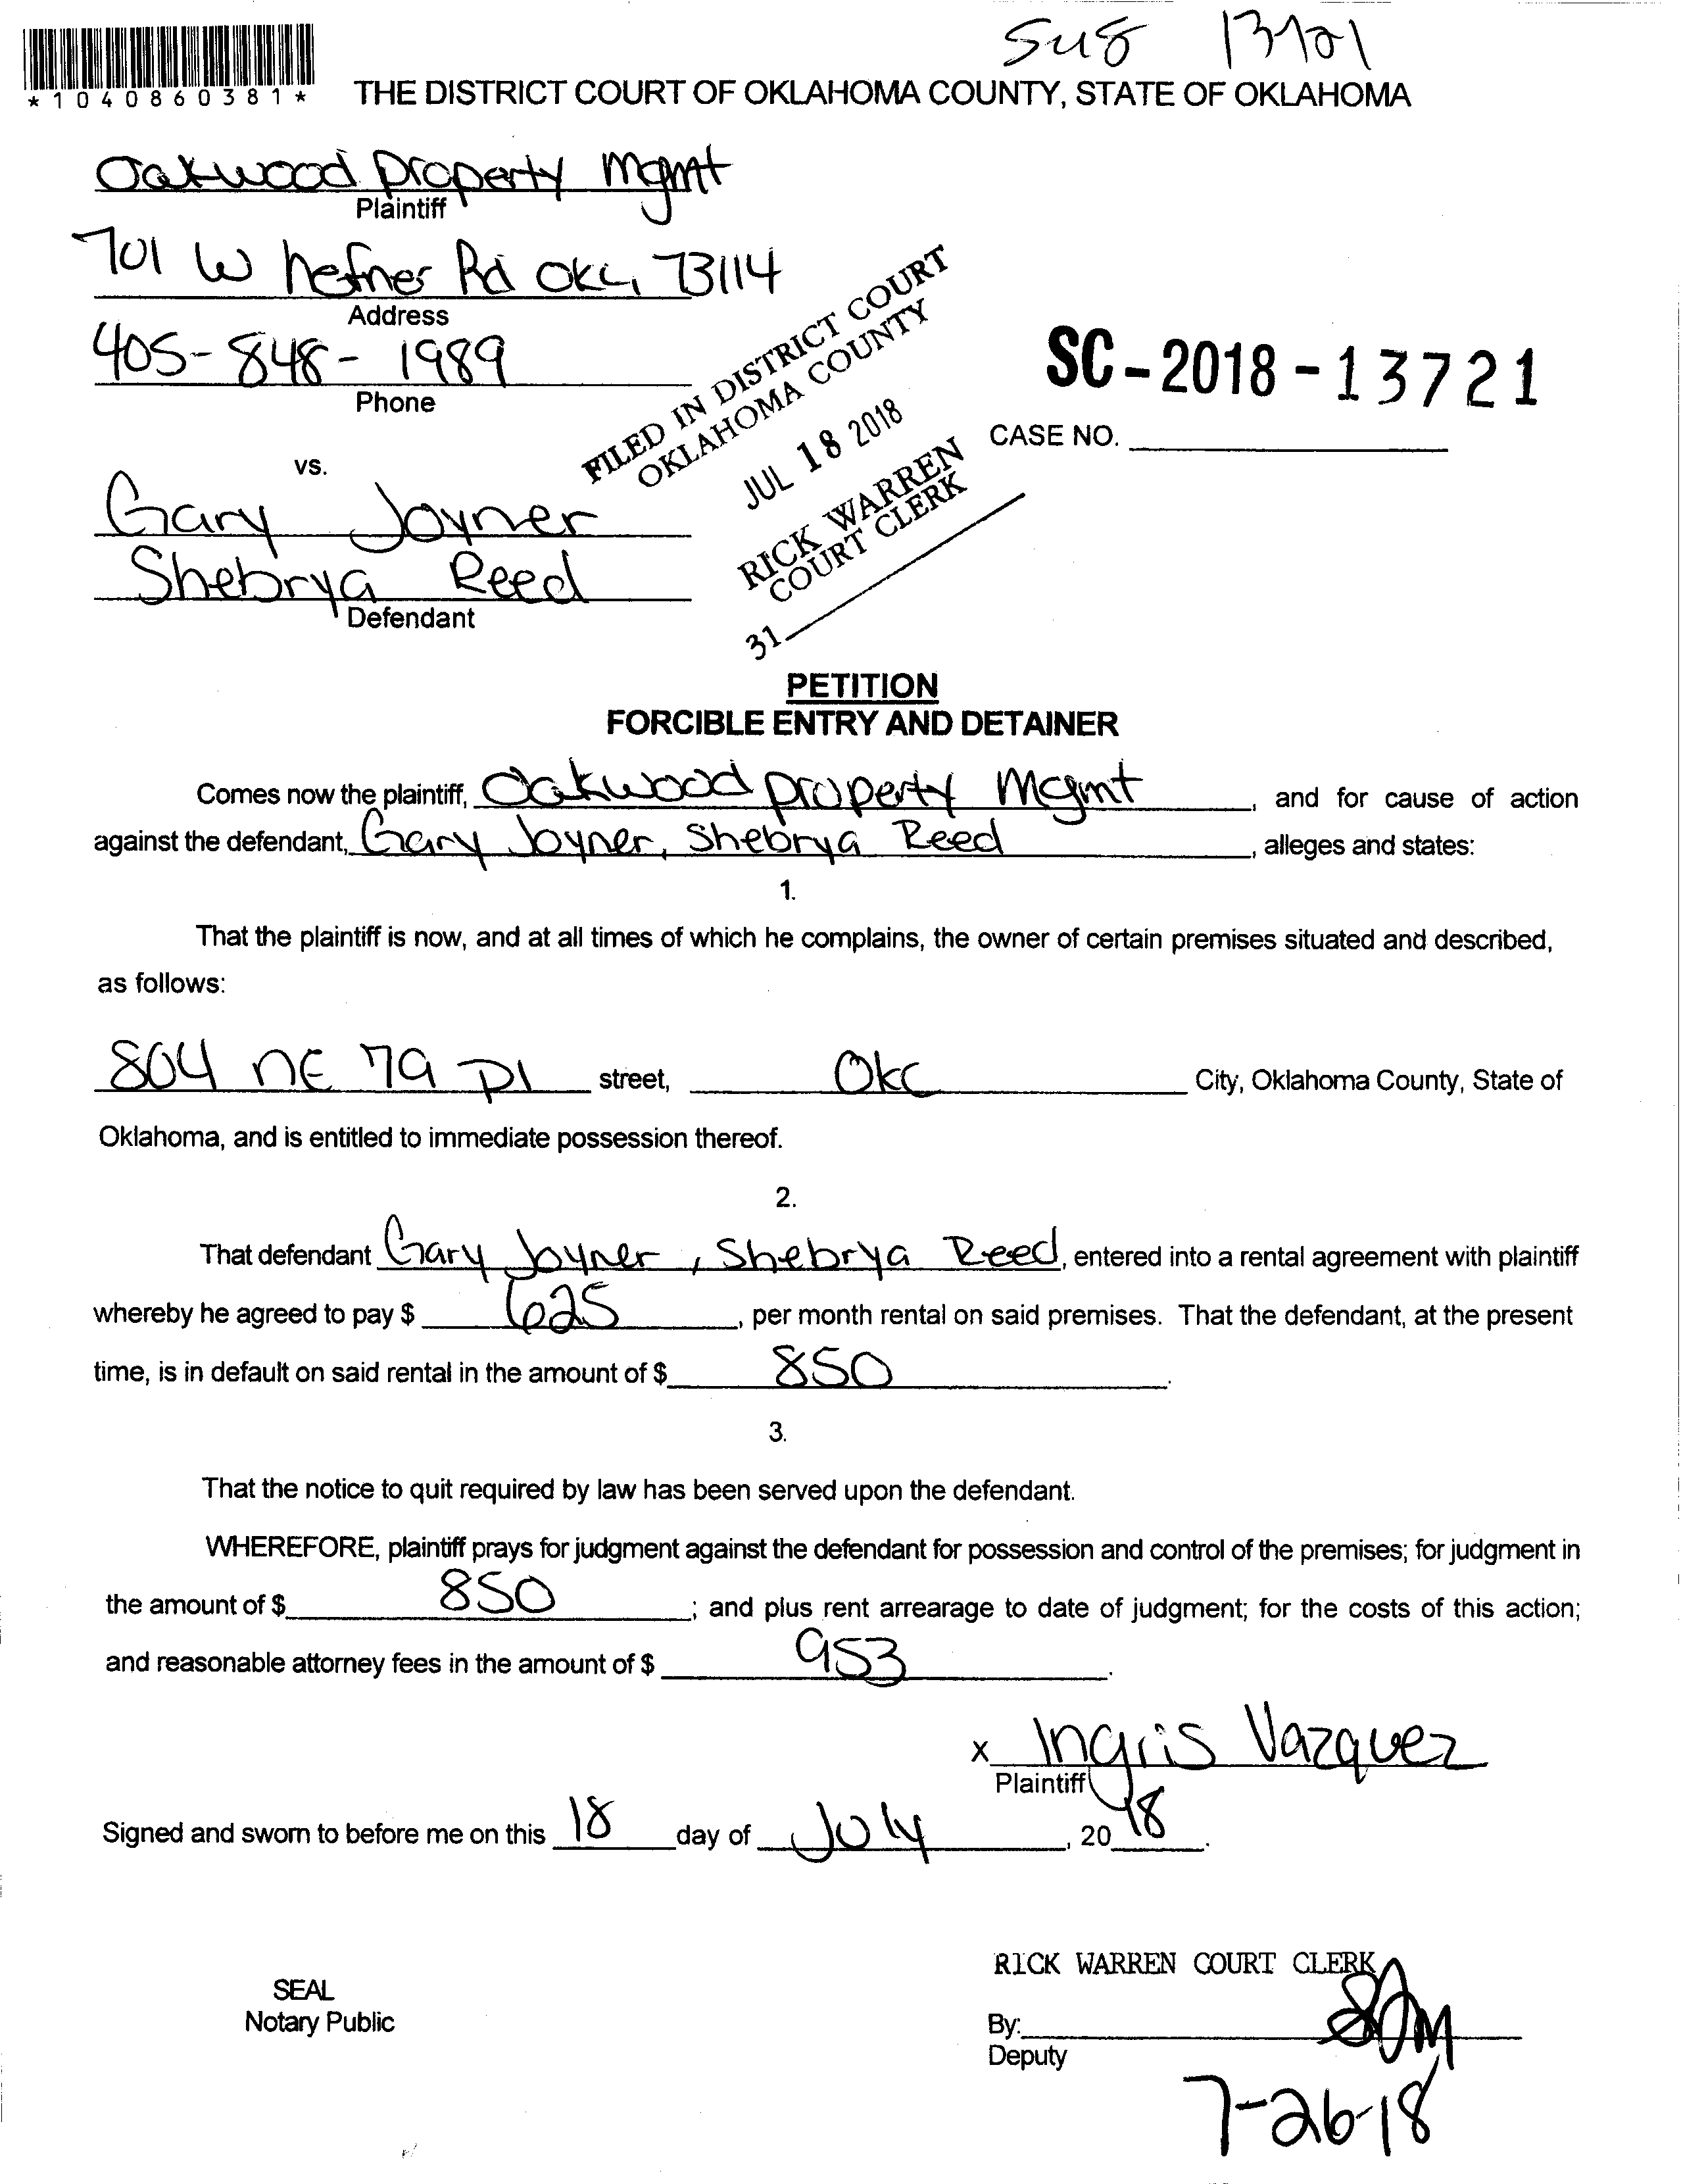 *1040860381*
THE DISTRICT COURT OF OKLAHOMA COUNTY, STATE OF OKLAHOMA
Oakwood property mgmt
Plaintiff
701 W hefner Rd OKC, 73114
Address
405-848-1989
Phone
FILED IN DISTRICT COURT
OKLAHOMA COUNTY
JUL 18 2018
RICK WARREN
COURT CLERK
31
SC-2018-13721
CASE NO.
vs.
Gary Joyner
Shebrya Reed
Defendant
PETITION
FORCIBLE ENTRY AND DETAINER
Comes now the plaintiff, Oakwood property Mgmt, and for cause of action
against the defendant, Gary Joyner, Shebrya Reed, alleges and states:
1.
That the plaintiff is now, and at all times of which he complains, the owner of certain premises situated and described,
as follows:
804 NE 79 Pl street, OKC City, Oklahoma County, State of
Oklahoma, and is entitled to immediate possession thereof.
2.
That defendant Gary Joyner, Shebrya Reed, entered into a rental agreement with plaintiff
whereby he agreed to pay $ 625, per month rental on said premises. That the defendant, at the present
time, is in default on said rental in the amount of $ 850.
3.
That the notice to quit required by law has been served upon the defendant.
WHEREFORE, plaintiff prays for judgment against the defendant for possession and control of the premises; for judgment in
the amount of $ 850; and plus rent arrearage to date of judgment; for the costs of this action;
and reasonable attorney fees in the amount of $ 953.
x Ingris Vazquez
Plaintiff
Signed and sworn to before me on this 18 day of July, 20 18.
RICK WARREN COURT CLERK
SEAL
Notary Public
By:
Deputy
7-26-18